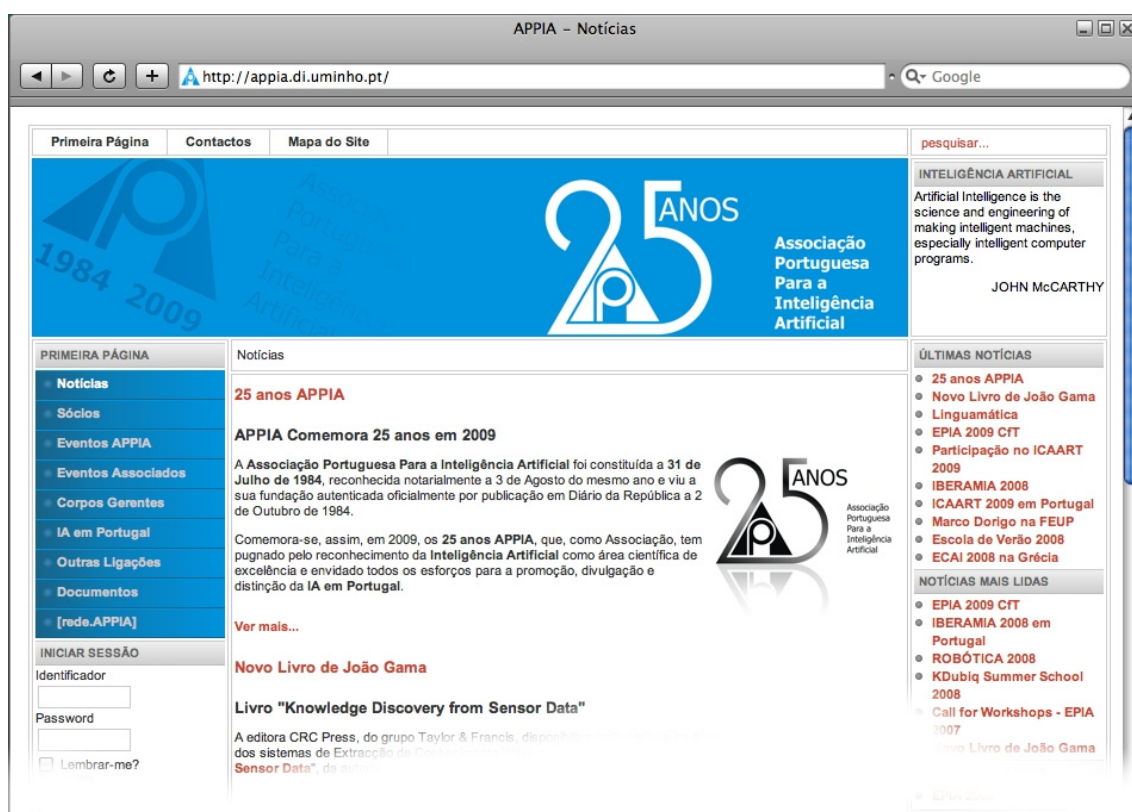 APPIA – Notícias
http://appia.di.uminho.pt/
Google
Primeira Página
Contactos
Mapa do Site
pesquisar...
1984 2009
Associação
Portuguesa
Para a
Inteligência
Artificial
25 ANOS
Associação
Portuguesa
Para a
Inteligência
Artificial
INTELIGÊNCIA ARTIFICIAL
Artificial Intelligence is the
science and engineering of
making intelligent machines,
especially intelligent computer
programs.
JOHN McCARTHY
PRIMEIRA PÁGINA
Notícias
Sócios
Eventos APPIA
Eventos Associados
Corpos Gerentes
IA em Portugal
Outras Ligações
Documentos
[rede.APPIA]
INICIAR SESSÃO
Identificador
Password
Lembrar-me?
Notícias
25 anos APPIA
APPIA Comemora 25 anos em 2009
A Associação Portuguesa Para a Inteligência Artificial foi constituída a 31 de
Julho de 1984, reconhecida notarialmente a 3 de Agosto do mesmo ano e viu a
sua fundação autenticada oficialmente por publicação em Diário da República a 2
de Outubro de 1984.
Comemora-se, assim, em 2009, os 25 anos APPIA, que, como Associação, tem
pugnado pelo reconhecimento da Inteligência Artificial como área científica de
excelência e envidado todos os esforços para a promoção, divulgação e
distinção da IA em Portugal.
25 ANOS
Associação
Portuguesa
Para a
Inteligência
Artificial
Ver mais...
Novo Livro de João Gama
Livro "Knowledge Discovery from Sensor Data"
A editora CRC Press, do grupo Taylor & Francis,
dos sistemas de Extracção
Sensor Data", da
ÚLTIMAS NOTÍCIAS
25 anos APPIA
Novo Livro de João Gama
Linguamática
EPIA 2009 CfT
Participação no ICAART
2009
IBERAMIA 2008
ICAART 2009 em Portugal
Marco Dorigo na FEUP
Escola de Verão 2008
ECAI 2008 na Grécia
NOTÍCIAS MAIS LIDAS
EPIA 2009 CfT
IBERAMIA 2008 em
Portugal
ROBÓTICA 2008
KDubiq Summer School
2008
Call for Workshops - EPIA
2007
Novo Livro de João Gama